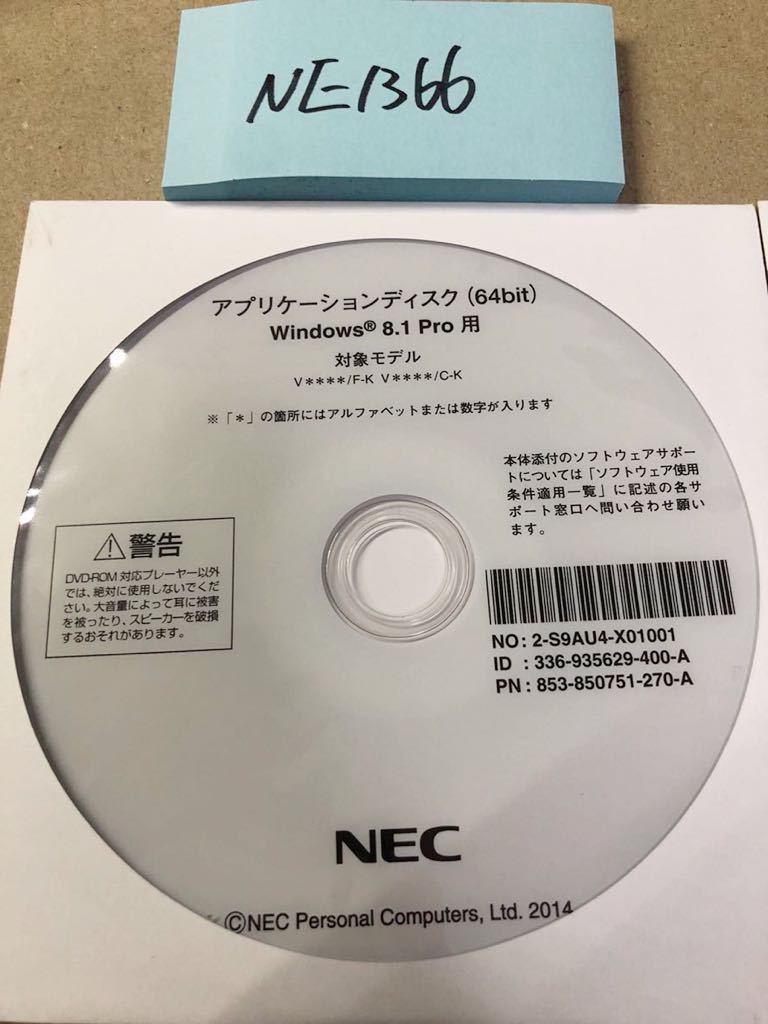 NE1366
アプリケーションディスク (64bit)
Windows® 8.1 Pro 用
対象モデル
V****/F-K V****/C-K
※「*」の箇所にはアルファベットまたは数字が入ります
本体添付のソフトウェアサポー
トについては「ソフトウェア使用
条件適用一覧」に記述の各サ
ポート窓口へ問い合わせ願い
ます。
⚠警告
DVD-ROM 対応プレーヤー以外
では、絶対に使用しないでくだ
さい。大音量によって耳に被害
を被ったり、スピーカーを破損
するおそれがあります。
NO: 2-S9AU4-X01001
ID : 336-935629-400-A
PN: 853-850751-270-A
NEC
©NEC Personal Computers, Ltd. 2014